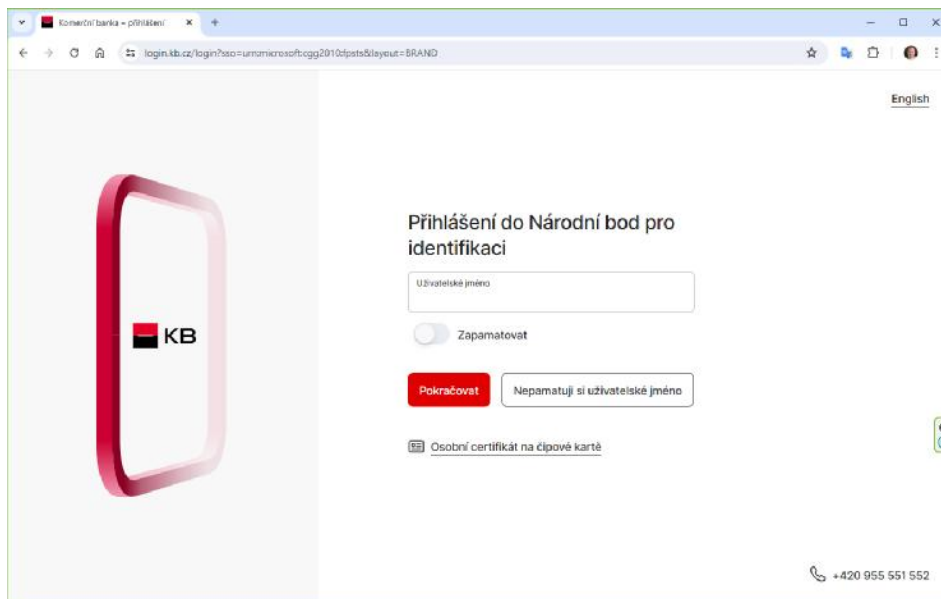 Komerční banka – přihlášení
login.kb.cz/login?sso=urn:microsoft:cgg2010:fpsts&layout=BRAND
English
Přihlášení do Národní bod pro
identifikaci
Uživatelské jméno
KB
Zapamatovat
Pokračovat
Nepamatuji si uživatelské jméno
Osobní certifikát na čipové kartě
+420 955 551 552